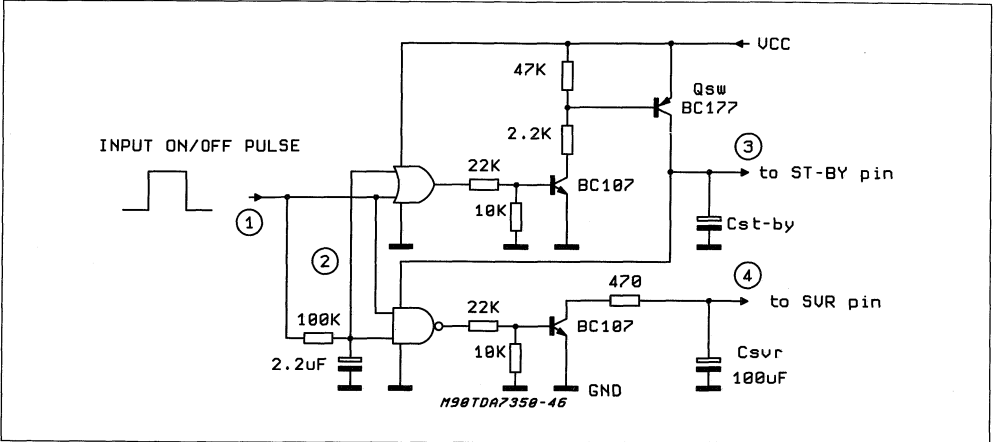 VCC
47K
Qsw
BC177
INPUT ON/OFF PULSE
2.2K
3
to ST-BY pin
22K
BC107
10K
1
Cst-by
2
4
470
to SVR pin
100K
22K
BC107
2.2uF
10K
Csvr
100uF
GND
M90TDA7350-46